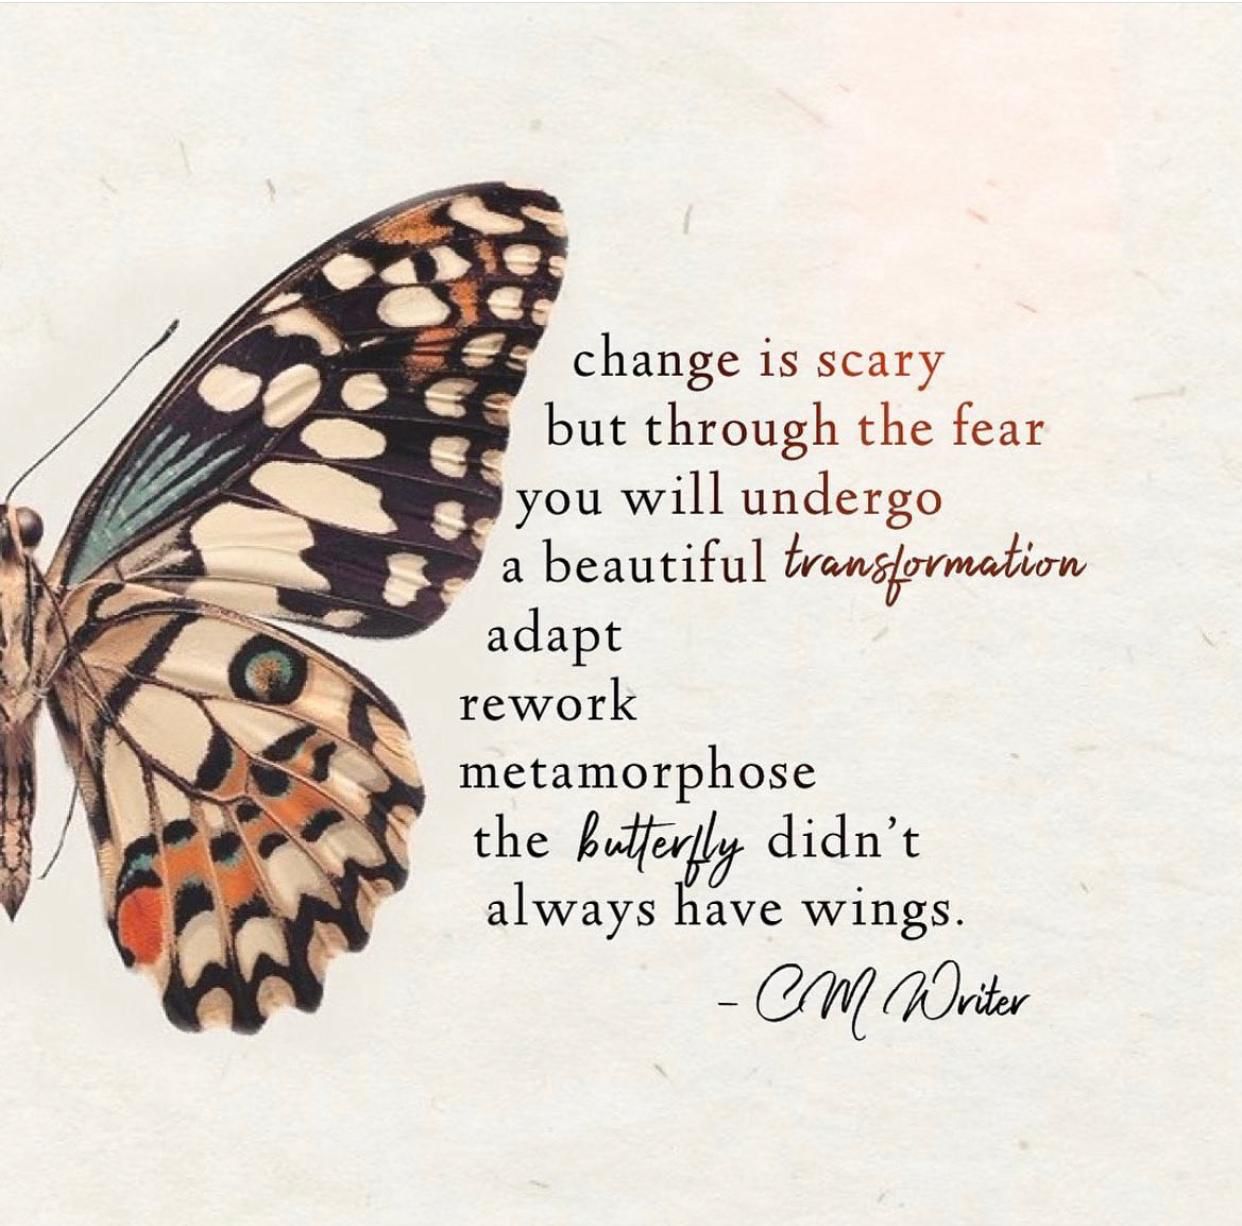 change is scary
but through the fear
you will undergo
a beautiful transformation
adapt
rework
metamorphose
the butterfly didn’t
always have wings.
– CM Writer